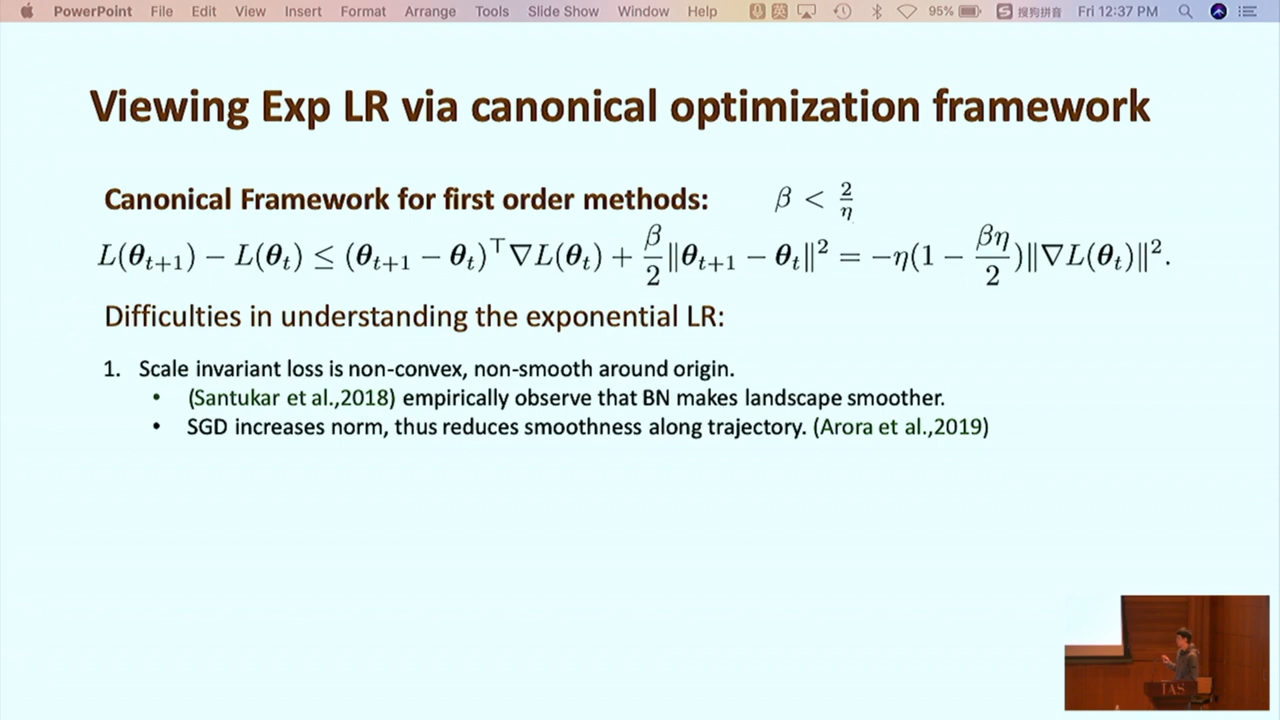 PowerPoint File Edit View Insert Format Arrange Tools Slide Show Window Help 英 95% S 搜狗拼音 Fri 12:37 PM
Viewing Exp LR via canonical optimization framework
Canonical Framework for first order methods: β < 2/η
L(θ_{t+1}) − L(θ_t) ≤ (θ_{t+1} − θ_t)^⊤ ∇L(θ_t) + β/2 ‖θ_{t+1} − θ_t‖² = −η(1 − βη/2)‖∇L(θ_t)‖².
Difficulties in understanding the exponential LR:
1. Scale invariant loss is non-convex, non-smooth around origin.
• (Santukar et al.,2018) empirically observe that BN makes landscape smoother.
• SGD increases norm, thus reduces smoothness along trajectory. (Arora et al.,2019)
IAS